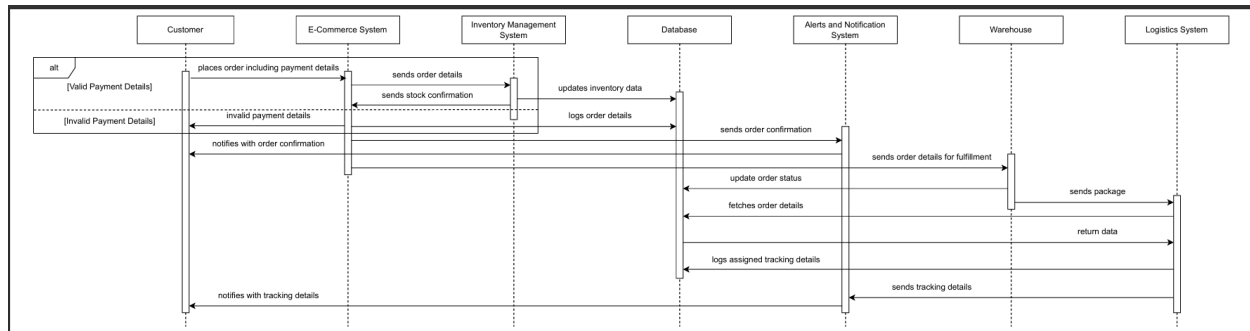 Customer
E-Commerce System
Inventory Management
System
Database
Alerts and Notification
System
Warehouse
Logistics System
alt
places order including payment details
[Valid Payment Details]
sends order details
sends stock confirmation
updates inventory data
[Invalid Payment Details]
invalid payment details
logs order details
sends order confirmation
notifies with order confirmation
sends order details for fulfillment
update order status
sends package
fetches order details
return data
logs assigned tracking details
sends tracking details
notifies with tracking details